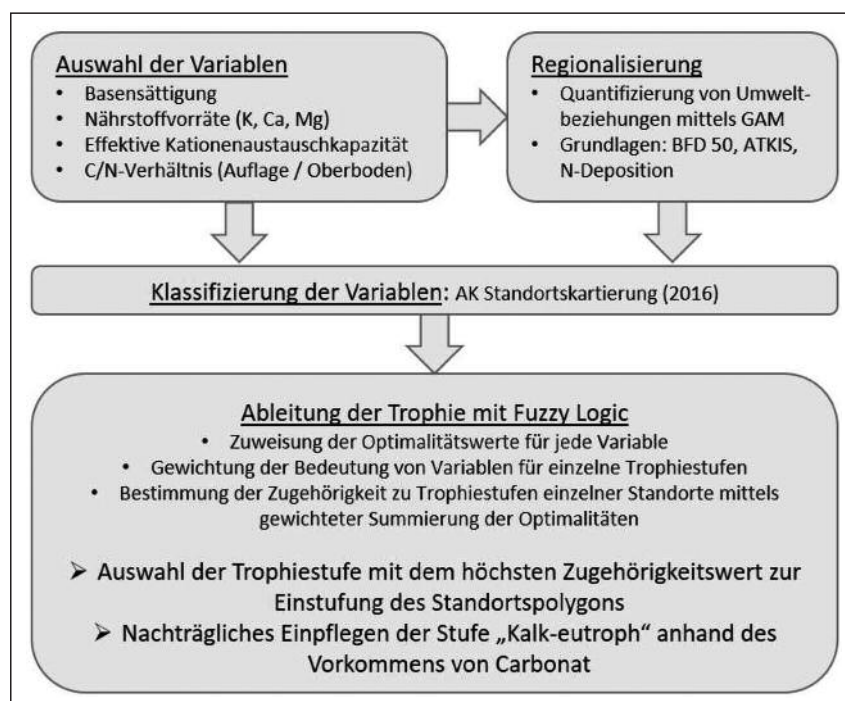 Auswahl der Variablen
• Basensättigung
• Nährstoffvorräte (K, Ca, Mg)
• Effektive Kationenaustauschkapazität
• C/N-Verhältnis (Auflage / Oberboden)
Regionalisierung
• Quantifizierung von Umwelt-
beziehungen mittels GAM
• Grundlagen: BFD 50, ATKIS,
N-Deposition
Klassifizierung der Variablen: AK Standortskartierung (2016)
Ableitung der Trophie mit Fuzzy Logic
• Zuweisung der Optimalitätswerte für jede Variable
• Gewichtung der Bedeutung von Variablen für einzelne Trophiestufen
• Bestimmung der Zugehörigkeit zu Trophiestufen einzelner Standorte mittels
gewichteter Summierung der Optimalitäten
➤ Auswahl der Trophiestufe mit dem höchsten Zugehörigkeitswert zur
Einstufung des Standortspolygons
➤ Nachträgliches Einpflegen der Stufe „Kalk-eutroph“ anhand des
Vorkommens von Carbonat